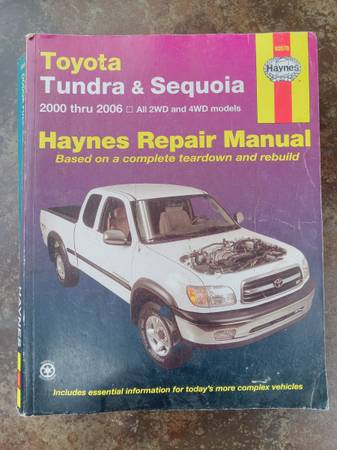 Toyota
Tundra & Sequoia
2000 thru 2006 □ All 2WD and 4WD models
Haynes
Haynes Repair Manual
Based on a complete teardown and rebuild
Includes essential information for today's more complex vehicles
HAYNES